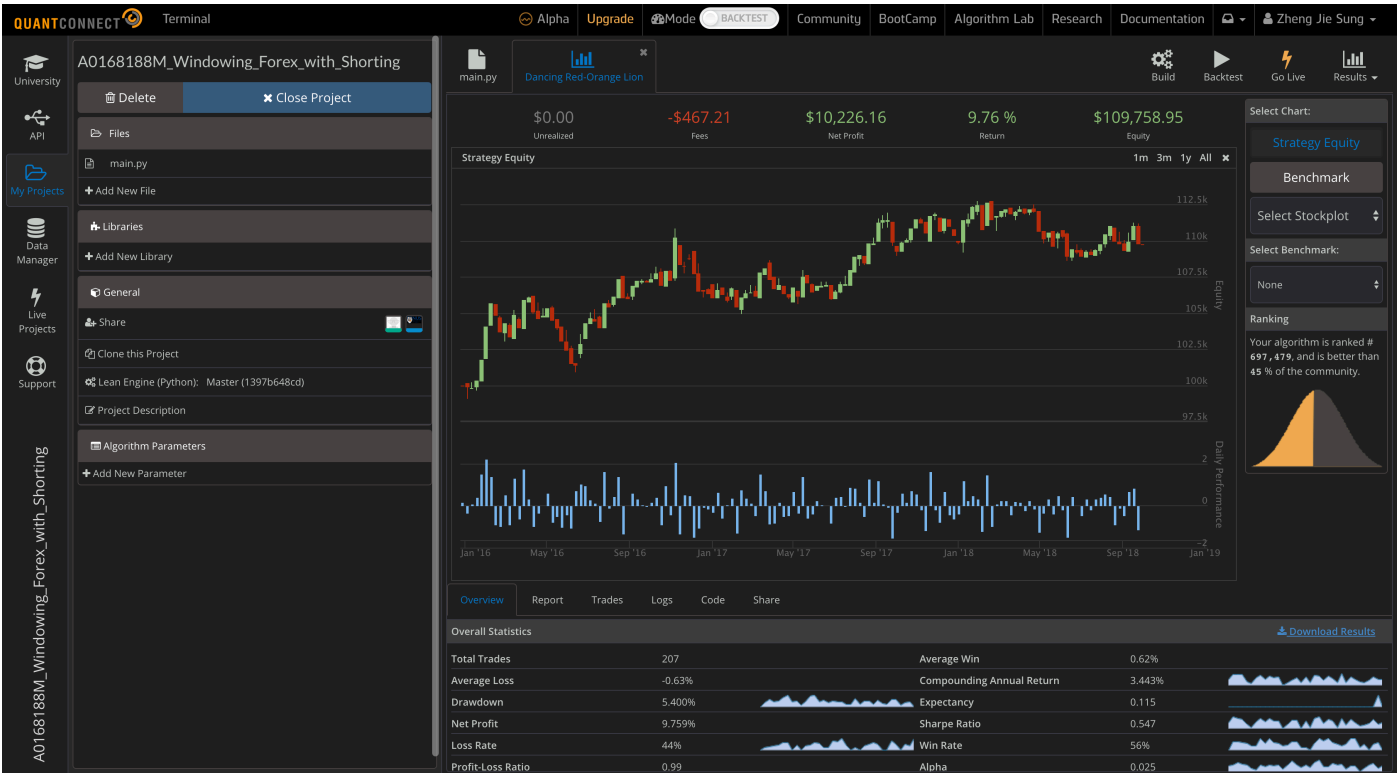 QUANTCONNECT Terminal Alpha Upgrade Mode BACKTEST Community BootCamp Algorithm Lab Research Documentation Zheng Jie Sung
University
API
My Projects
Data
Manager
Live
Projects
Support
A0168188M_Windowing_Forex_with_Shorting
A0168188M_Windowing_Forex_with_Shorting
Delete Close Project
Files
main.py
Add New File
Libraries
Add New Library
General
Share
Clone this Project
Lean Engine (Python): Master (1397b648cd)
Project Description
Algorithm Parameters
Add New Parameter
main.py Dancing Red-Orange Lion Build Backtest Go Live Results
$0.00 -$467.21 $10,226.16 9.76 % $109,758.95
Unrealized Fees Net Profit Return Equity
Strategy Equity 1m 3m 1y All
112.5k
110k
107.5k
105k
102.5k
100k
97.5k
Equity
2
0
-2
Daily Performance
Jan '16 May '16 Sep '16 Jan '17 May '17 Sep '17 Jan '18 May '18 Sep '18 Jan '19
Select Chart:
Strategy Equity
Benchmark
Select Stockplot
Select Benchmark:
None
Ranking
Your algorithm is ranked #
697,479, and is better than
45 % of the community.
Overview Report Trades Logs Code Share
Overall Statistics Download Results
Total Trades 207 Average Win 0.62%
Average Loss -0.63% Compounding Annual Return 3.443%
Drawdown 5.400% Expectancy 0.115
Net Profit 9.759% Sharpe Ratio 0.547
Loss Rate 44% Win Rate 56%
Profit-Loss Ratio 0.99 Alpha 0.025